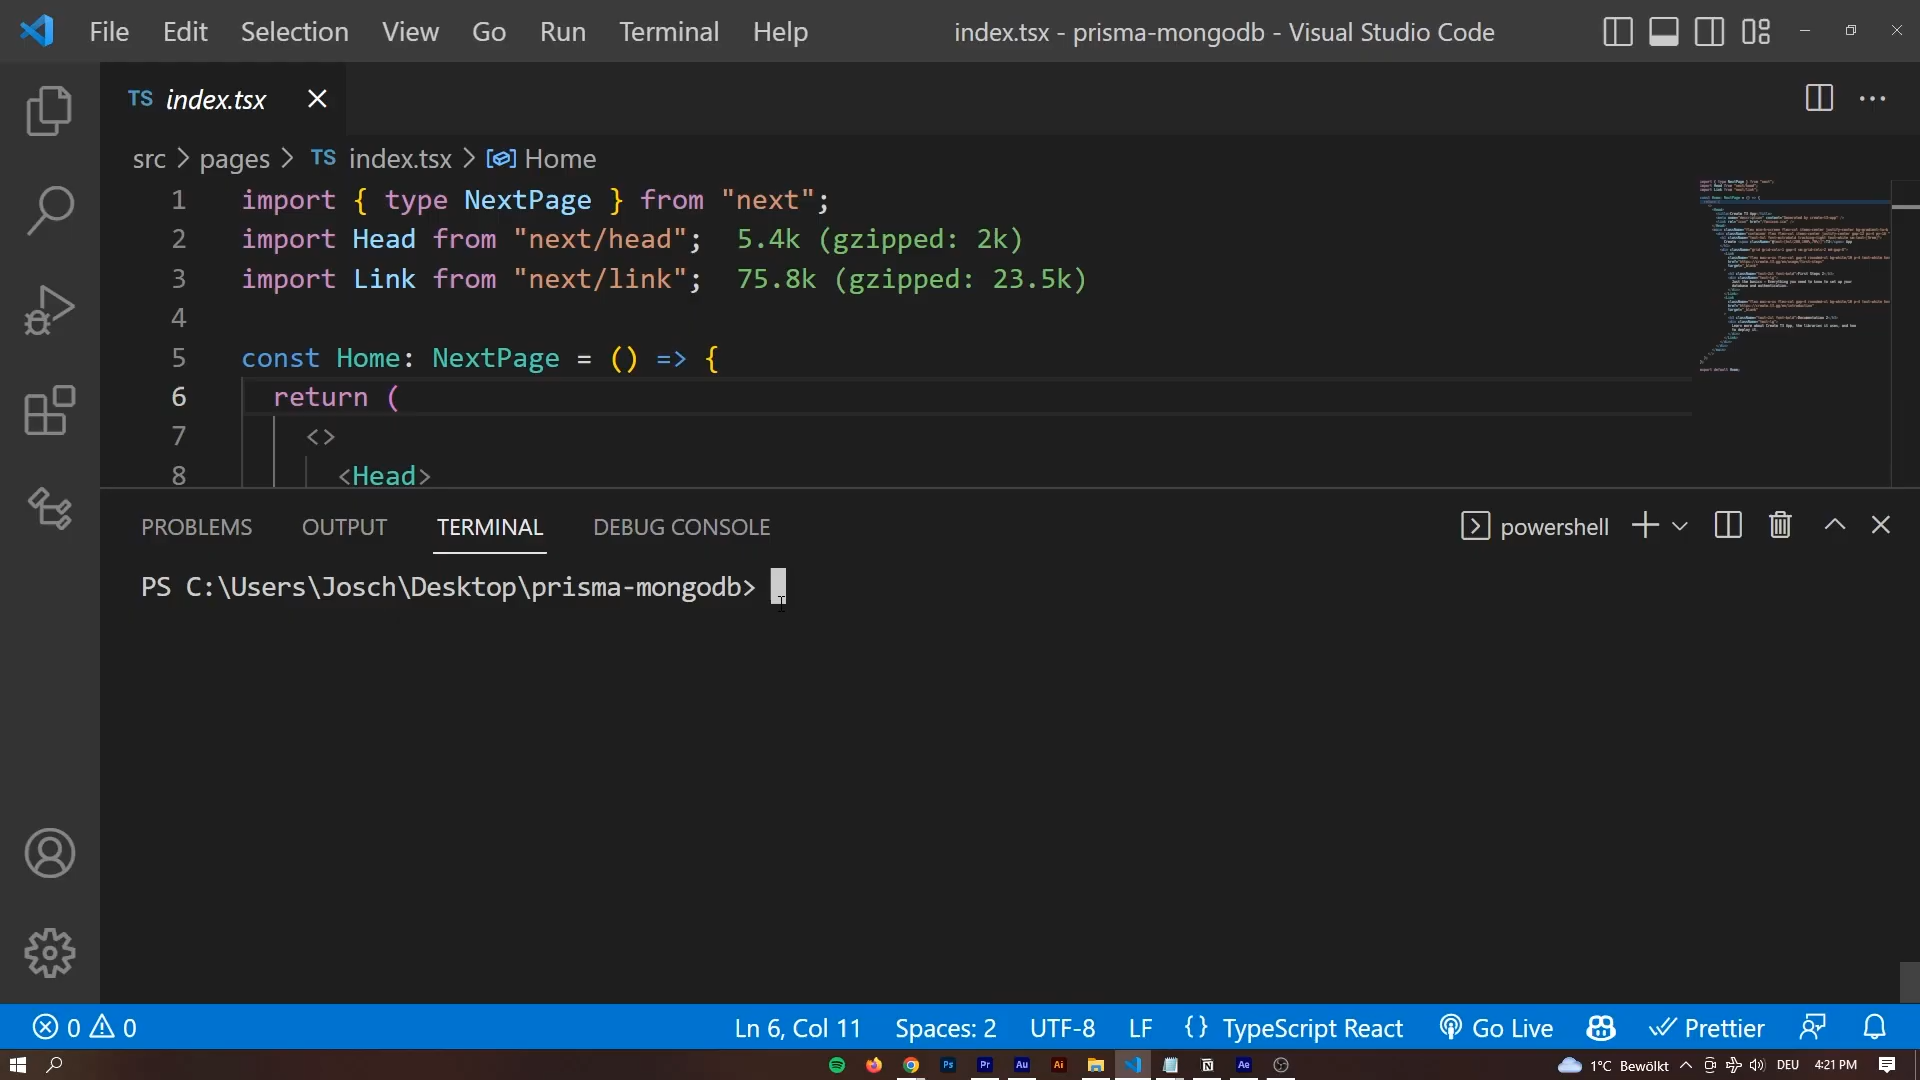 File Edit Selection View Go Run Terminal Help index.tsx - prisma-mongodb - Visual Studio Code
TS index.tsx
src > pages > TS index.tsx > Home
1 import { type NextPage } from "next";
2 import Head from "next/head"; 5.4k (gzipped: 2k)
3 import Link from "next/link"; 75.8k (gzipped: 23.5k)
4
5 const Home: NextPage = () => {
6 return (
7 <>
8 <Head>
PROBLEMS OUTPUT TERMINAL DEBUG CONSOLE powershell
PS C:\Users\Josch\Desktop\prisma-mongodb>
0 0 Ln 6, Col 11 Spaces: 2 UTF-8 LF {} TypeScript React Go Live Prettier
Ps Pr Au Ai N Ae 1°C Bewölkt DEU 4:21 PM